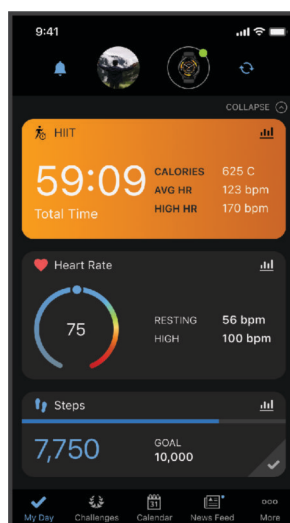 9:41
COLLAPSE
HIIT
59:09
Total Time
CALORIES 625 C
AVG HR 123 bpm
HIGH HR 170 bpm
Heart Rate
75
RESTING 56 bpm
HIGH 100 bpm
Steps
7,750
GOAL
10,000
31
My Day Challenges Calendar News Feed More